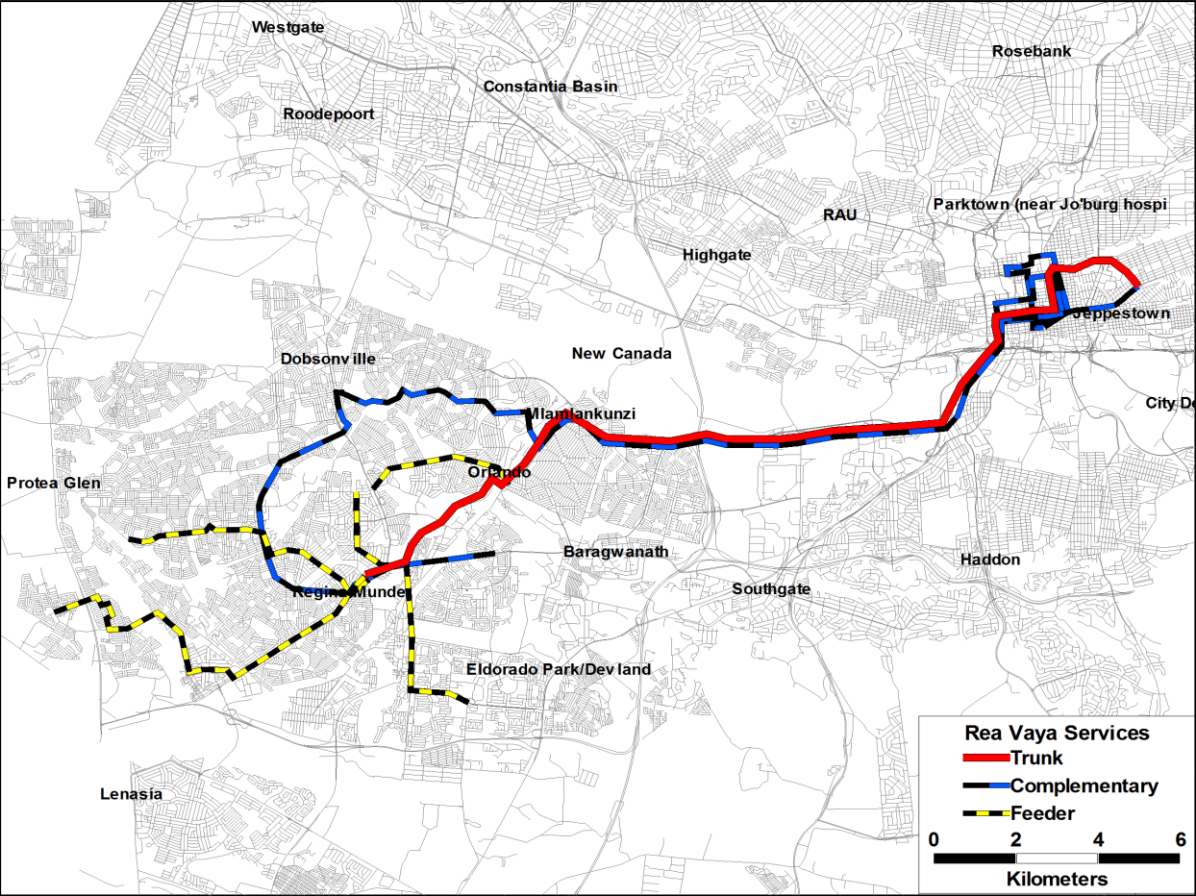 Westgate
Rosebank
Constantia Basin
Roodepoort
Parktown (near Jo'burg hospi
RAU
Highgate
Jeppestown
New Canada
Dobsonville
City De
Mlamlankunzi
Orlando
Protea Glen
Baragwanath
Haddon
Southgate
Regina Munde
Eldorado Park/Devland
Lenasia
Rea Vaya Services
Trunk
Complementary
Feeder
0 2 4 6
Kilometers